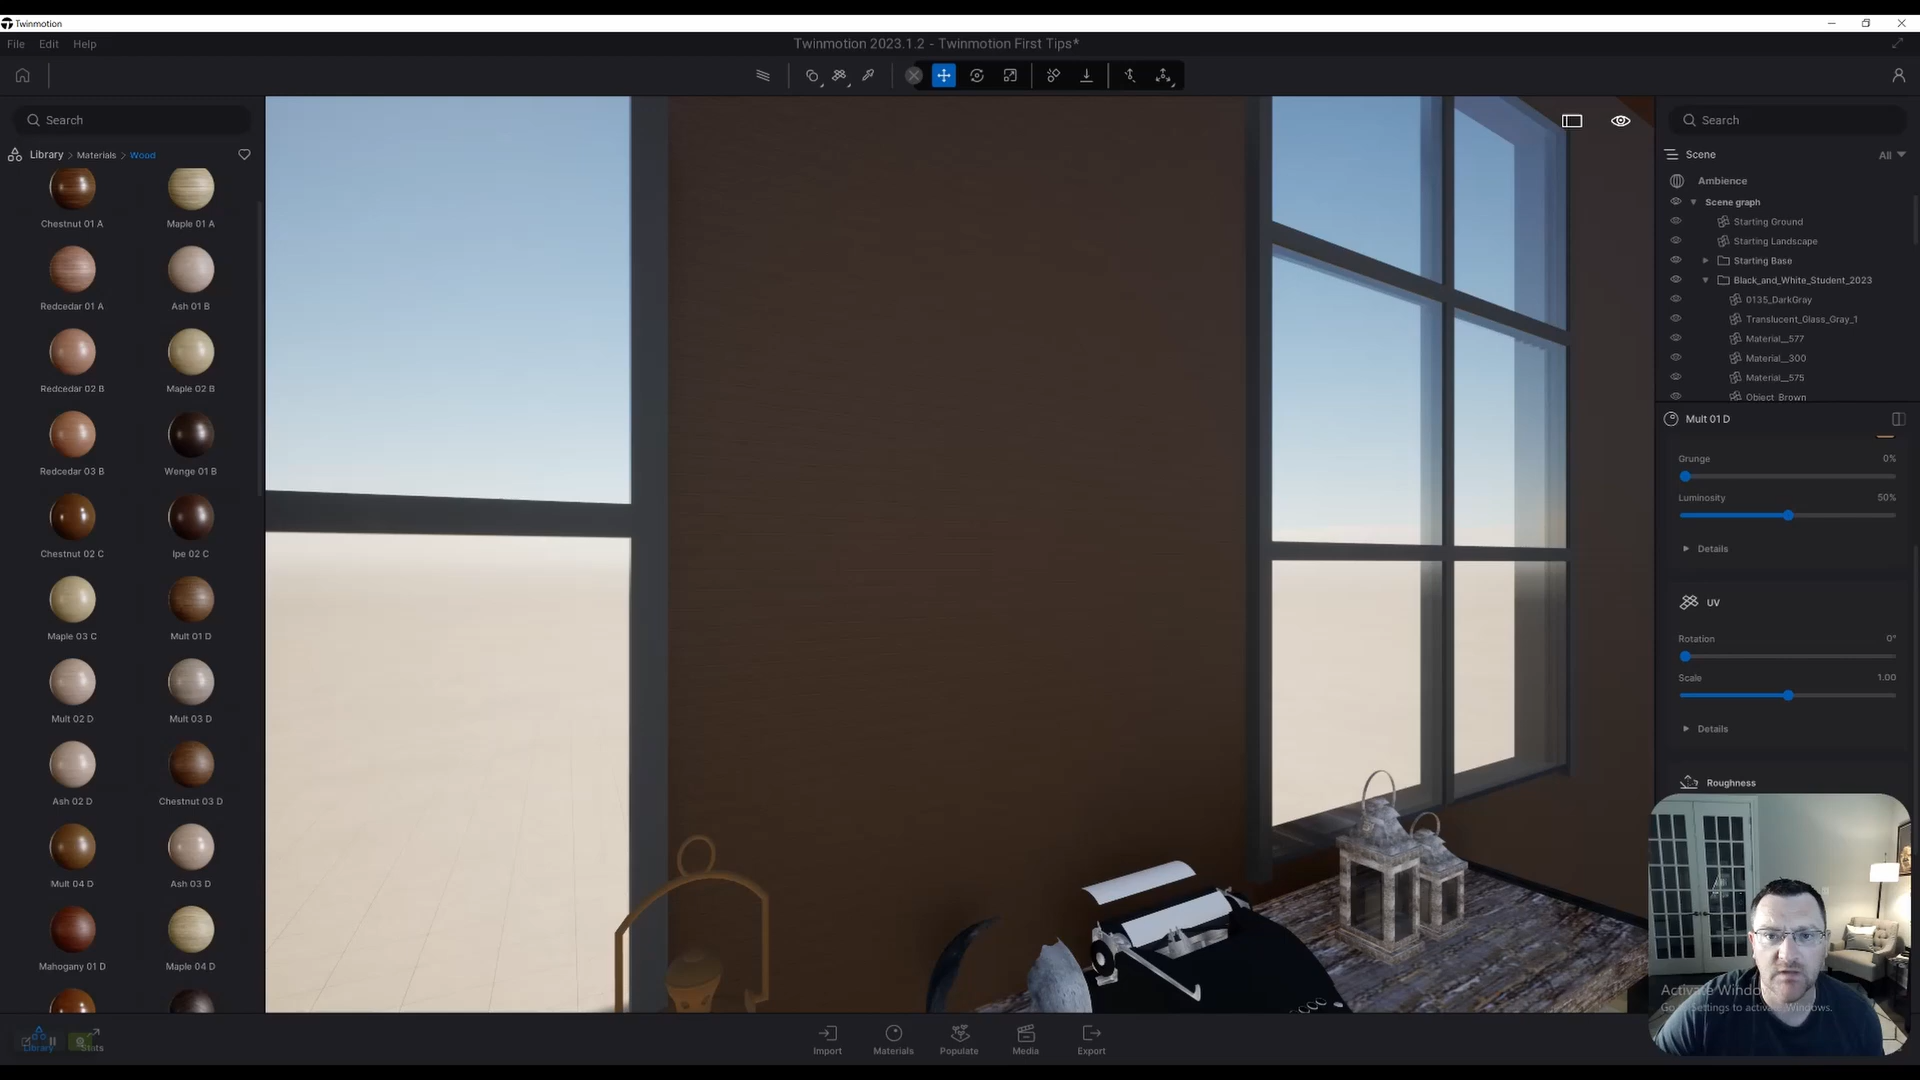 Twinmotion
File Edit Help
Twinmotion 2023.1.2 - Twinmotion First Tips*
Search
Library > Materials > Wood
Chestnut 01 A
Maple 01 A
Redcedar 01 A
Ash 01 B
Redcedar 02 B
Maple 02 B
Redcedar 03 B
Wenge 01 B
Chestnut 02 C
Ipe 02 C
Maple 03 C
Mult 01 D
Mult 02 D
Mult 03 D
Ash 02 D
Chestnut 03 D
Mult 04 D
Ash 03 D
Mahogany 01 D
Maple 04 D
Library
Stats
Import
Materials
Populate
Media
Export
Search
Scene
All
Ambience
Scene graph
Starting Ground
Starting Landscape
Starting Base
Black_and_White_Student_2023
0135_DarkGray
Translucent_Glass_Gray_1
Material__577
Material__300
Material__575
Object_Brown
Mult 01 D
Grunge 0%
Luminosity 50%
Details
UV
Rotation 0°
Scale 1.00
Details
Roughness